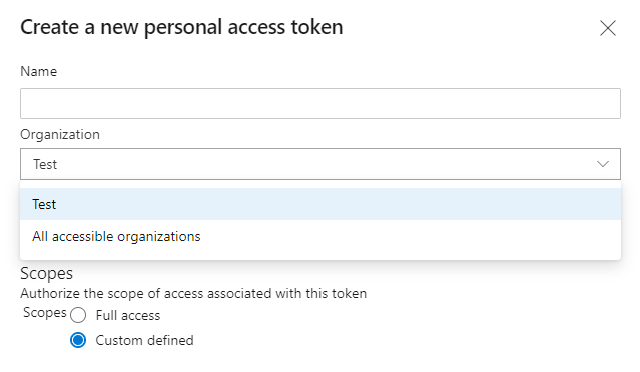 Create a new personal access token
Name
Organization
Test
Test
All accessible organizations
Scopes
Authorize the scope of access associated with this token
Scopes Full access
Custom defined